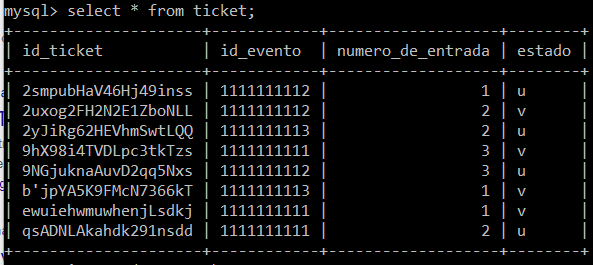 mysql> select * from ticket;
+----------------------+------------+-------------------+--------+
| id_ticket | id_evento | numero_de_entrada | estado |
+----------------------+------------+-------------------+--------+
| 2smpubHaV46Hj49inss | 1111111112 | 1 | u |
| 2uxog2FH2N2E1ZboNLL | 1111111112 | 2 | v |
| 2yJiRg62HEVhmSwtLQQ | 1111111113 | 2 | u |
| 9hX98i4TVDLpc3tkTzs | 1111111111 | 3 | v |
| 9NGjuknaAuvD2qq5Nxs | 1111111112 | 3 | u |
| b'jpYA5K9FMcN7366kT | 1111111113 | 1 | v |
| ewuiehwmuwhenjLsdkj | 1111111111 | 1 | v |
| qsADNLAkahdk291nsdd | 1111111111 | 2 | u |
+----------------------+------------+-------------------+--------+